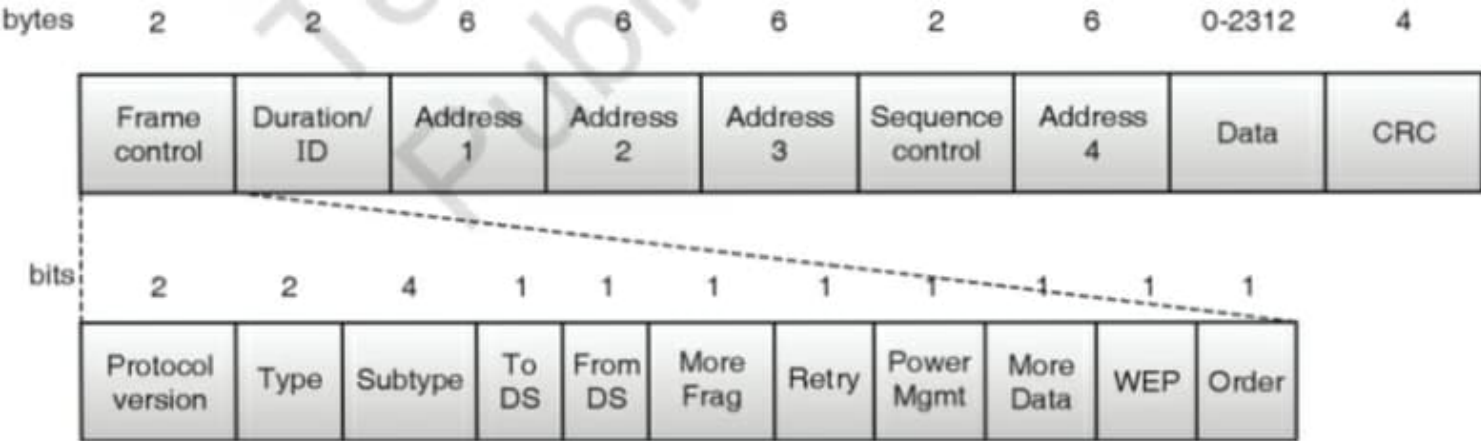 bytes 2 2 6 6 6 2 6 0-2312 4
Frame control Duration/ ID Address 1 Address 2 Address 3 Sequence control Address 4 Data CRC
bits 2 2 4 1 1 1 1 1 1 1 1
Protocol version Type Subtype To DS From DS More Frag Retry Power Mgmt More Data WEP Order